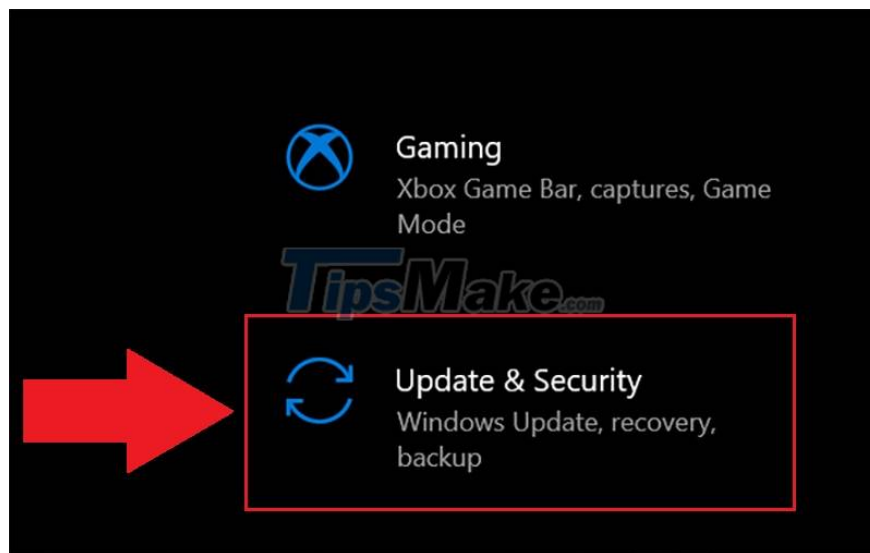 Gaming
Xbox Game Bar, captures, Game
Mode
TipsMake.com
Update & Security
Windows Update, recovery,
backup